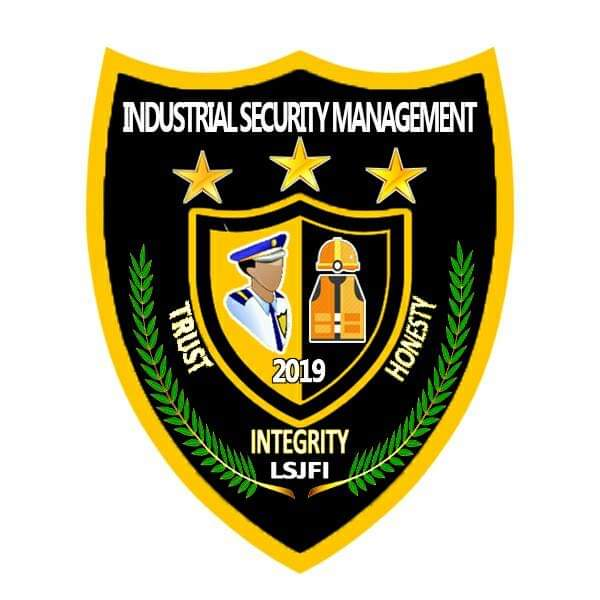 INDUSTRIAL SECURITY MANAGEMENT
TRUST
HONESTY
2019
INTEGRITY
LSJFI